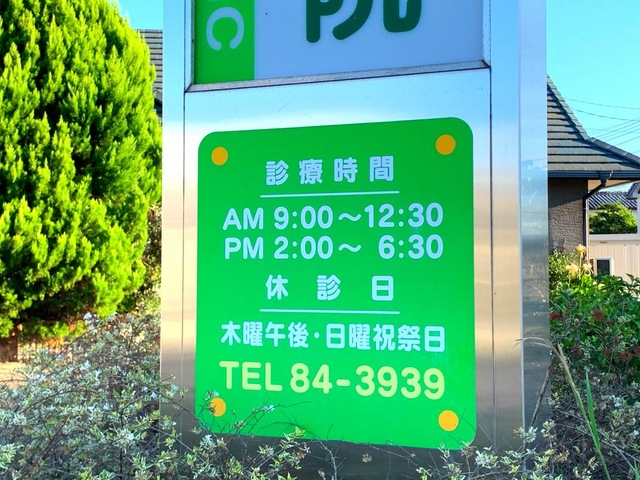 C
診療時間
AM 9:00～12:30
PM 2:00～ 6:30
休診日
木曜午後・日曜祝祭日
TEL 84-3939